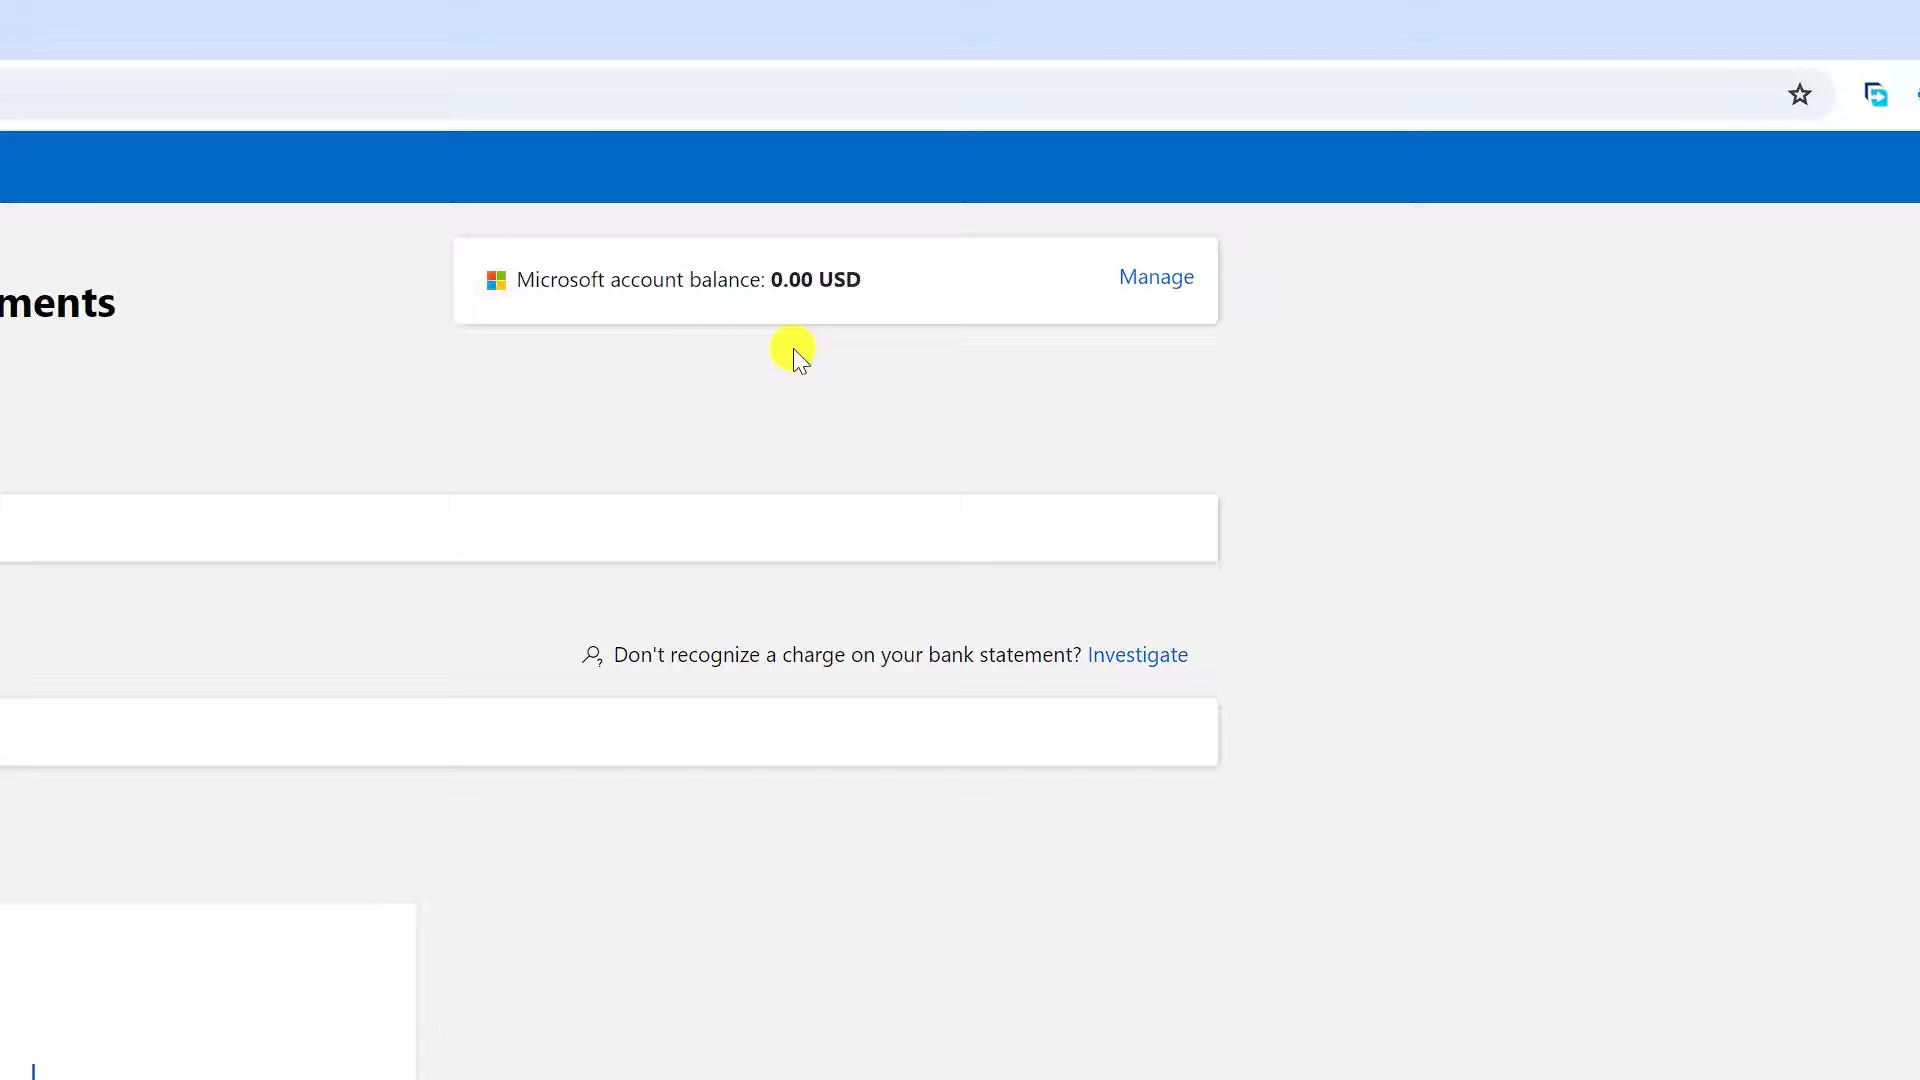 Microsoft account balance: 0.00 USD
Manage
ments
Don't recognize a charge on your bank statement? Investigate